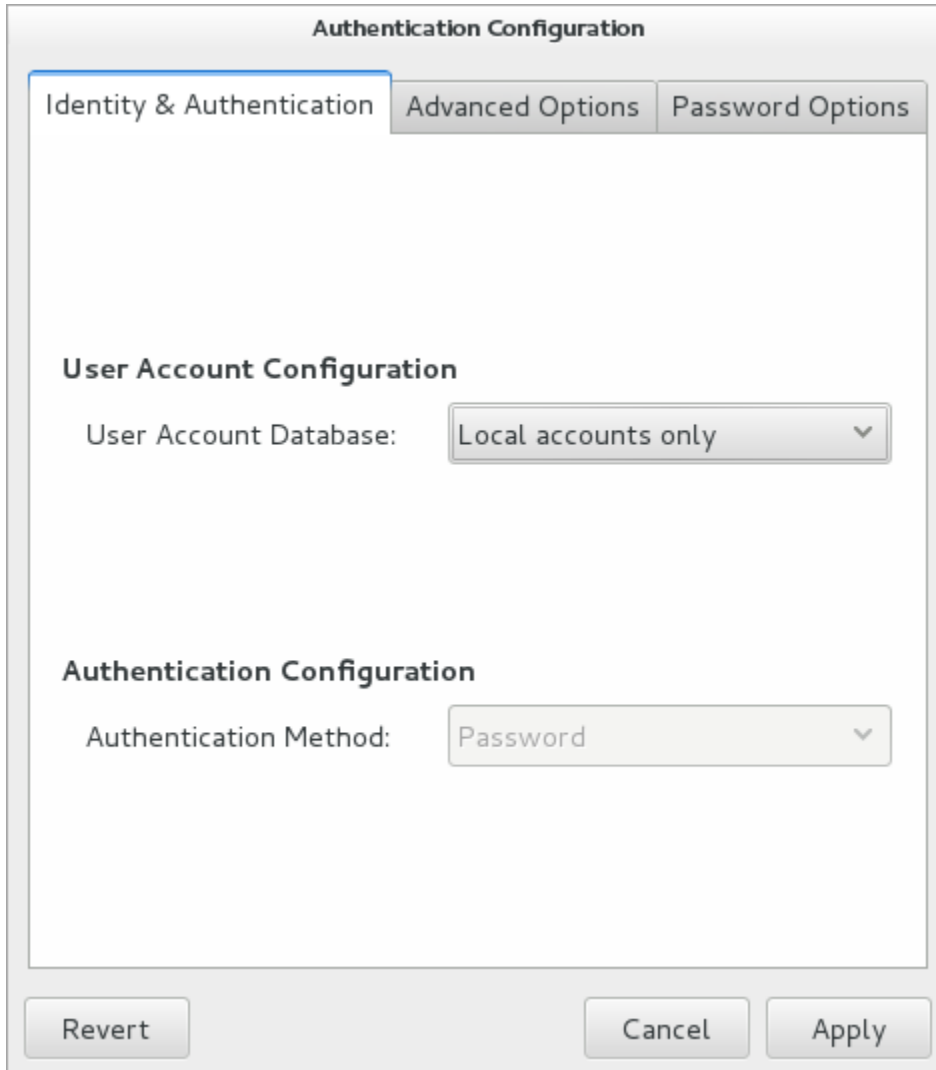 Authentication Configuration
Identity & Authentication Advanced Options Password Options
User Account Configuration
User Account Database: Local accounts only
Authentication Configuration
Authentication Method: Password
Revert Cancel Apply